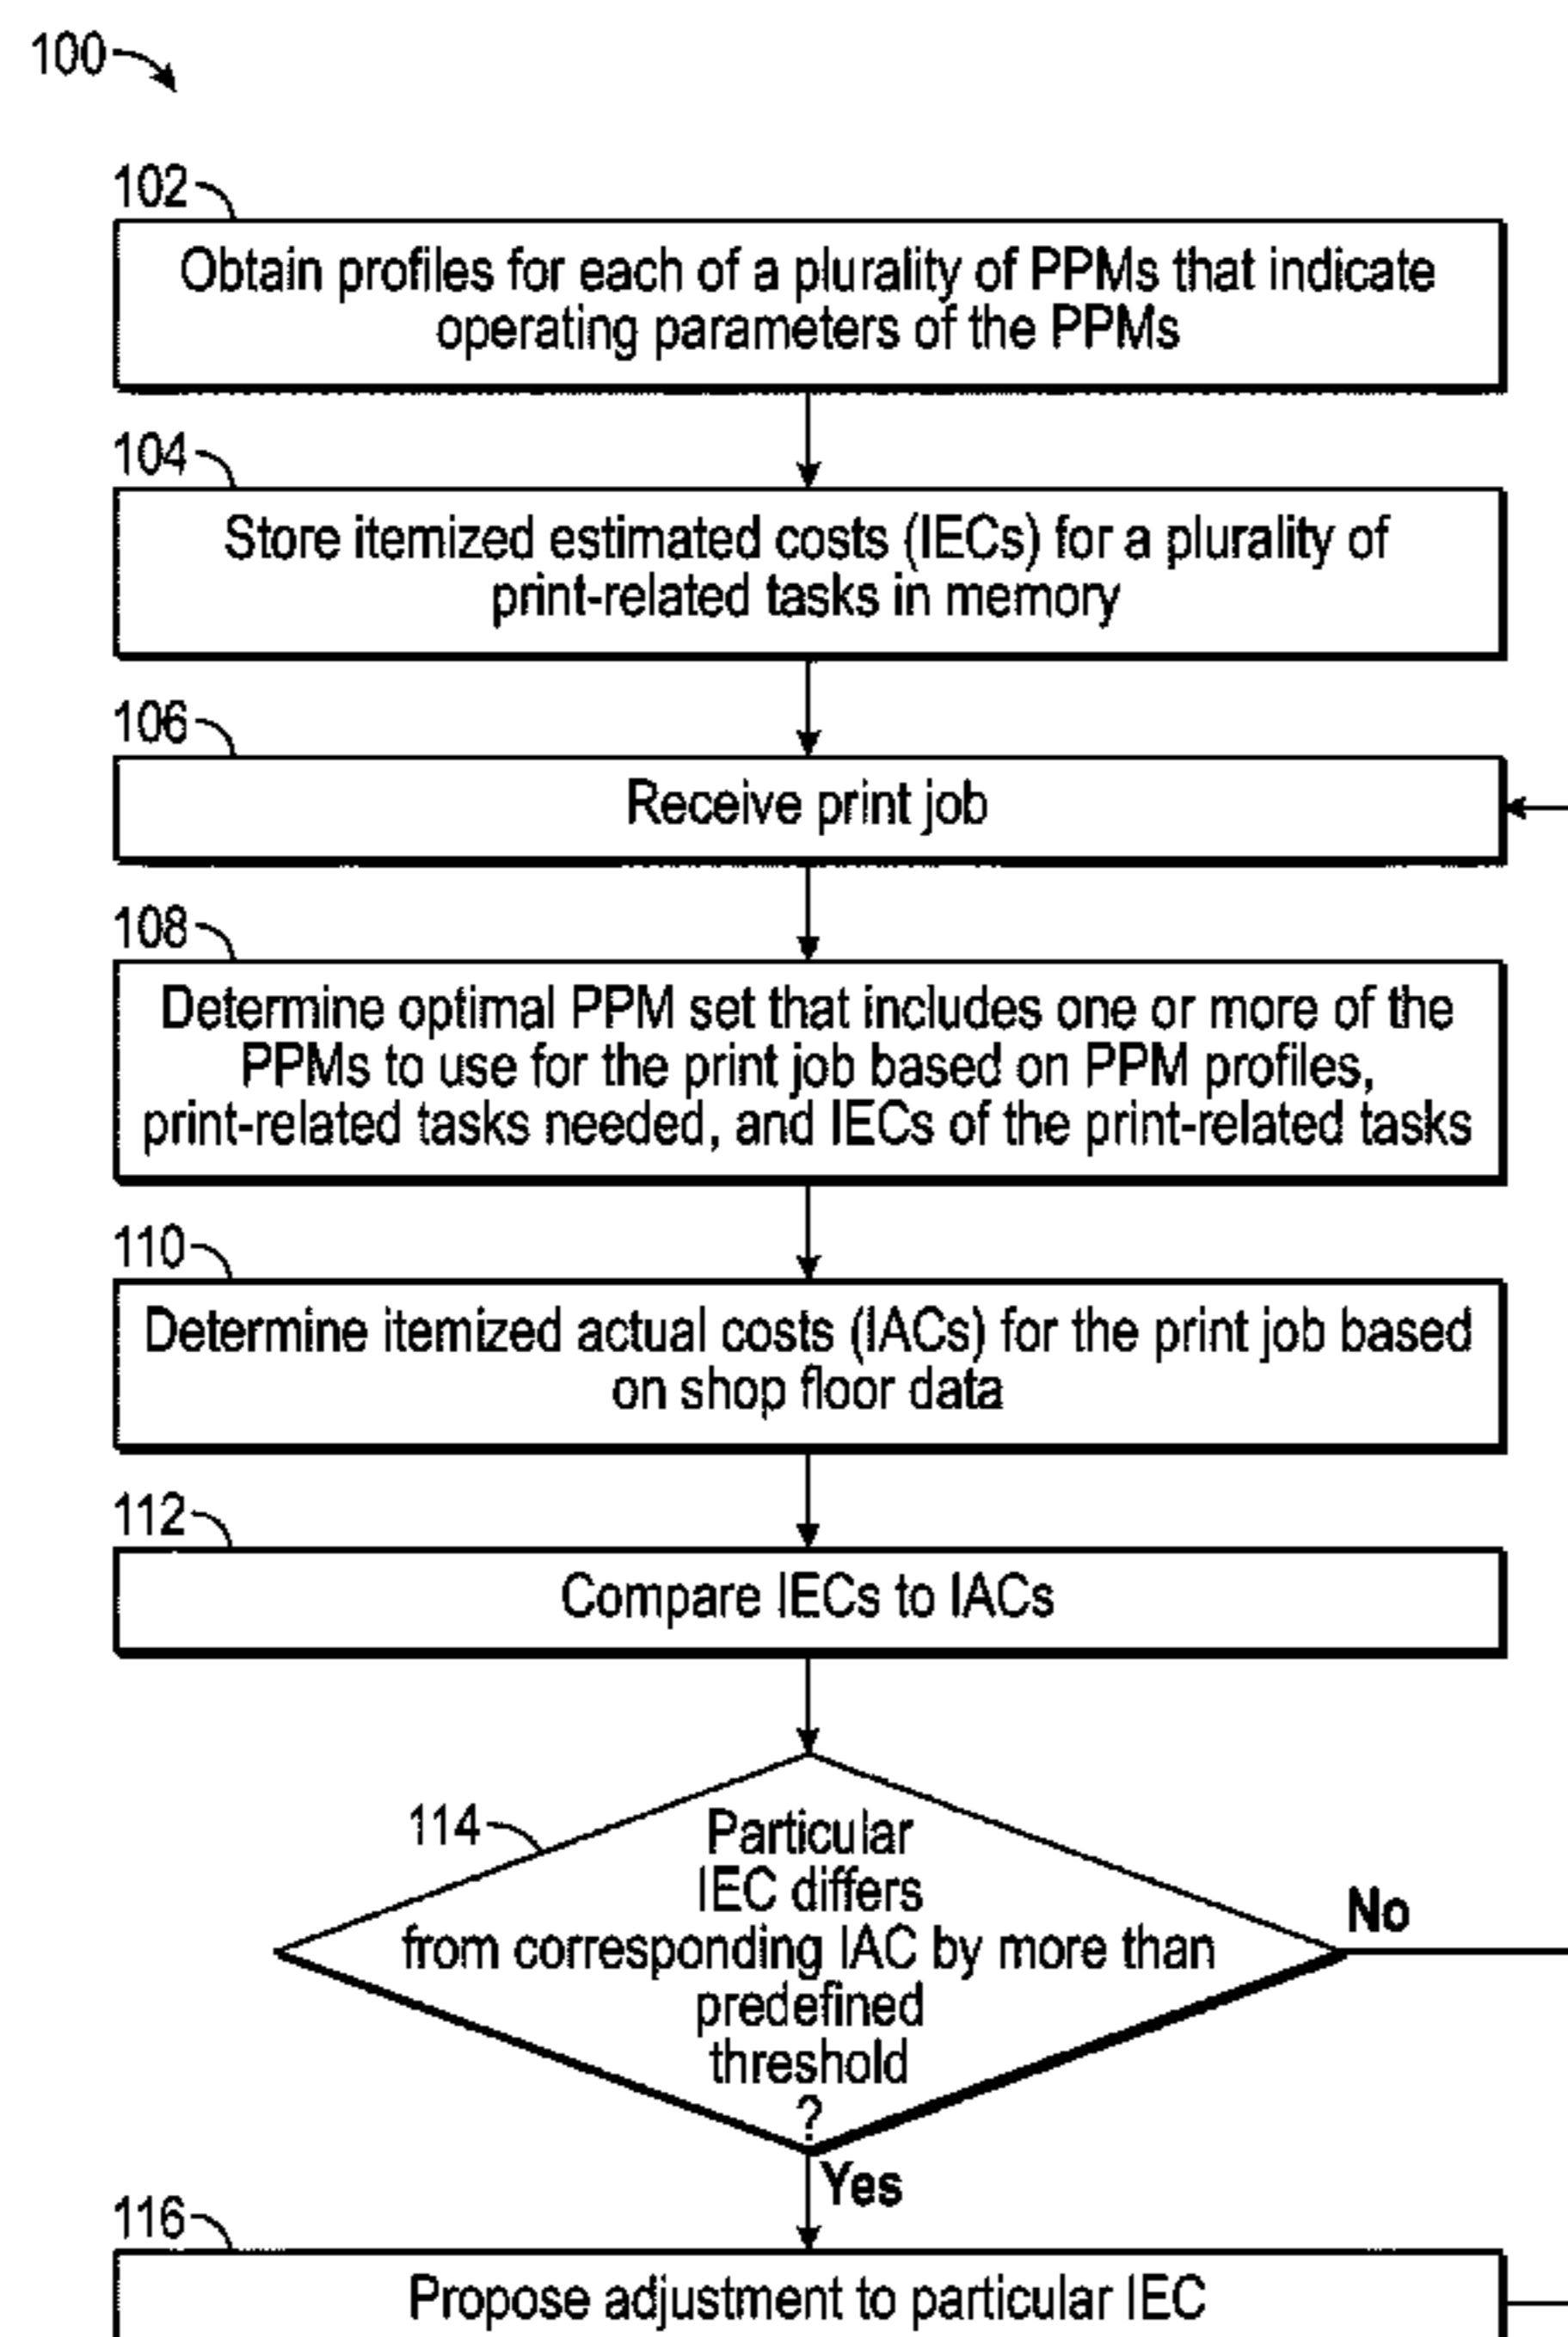 100
102
Obtain profiles for each of a plurality of PPMs that indicate
operating parameters of the PPMs
104
Store itemized estimated costs (IECs) for a plurality of
print-related tasks in memory
106
Receive print job
108
Determine optimal PPM set that includes one or more of the
PPMs to use for the print job based on PPM profiles,
print-related tasks needed, and IECs of the print-related tasks
110
Determine itemized actual costs (IACs) for the print job based
on shop floor data
112
Compare IECs to IACs
114
Particular
IEC differs
from corresponding IAC by more than
predefined
threshold
?
No
Yes
116
Propose adjustment to particular IEC